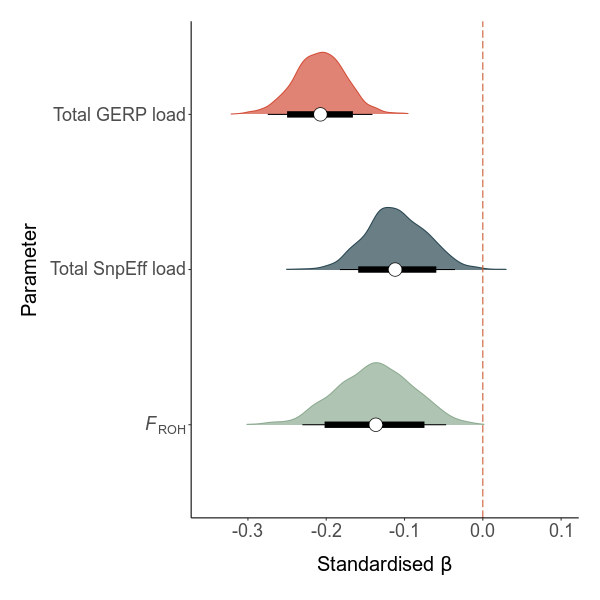 Parameter
Total GERP load
Total SnpEff load
F ROH
-0.3 -0.2 -0.1 0.0 0.1
Standardised β